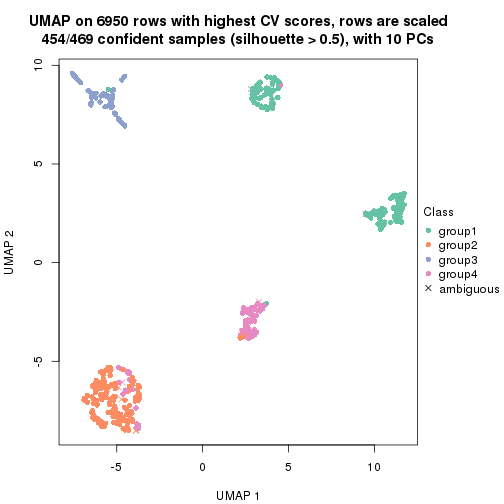 UMAP on 6950 rows with highest CV scores, rows are scaled
454/469 confident samples (silhouette > 0.5), with 10 PCs
10
5
0
-5
UMAP 2
-5
0
5
10
UMAP 1
Class
group1
group2
group3
group4
ambiguous